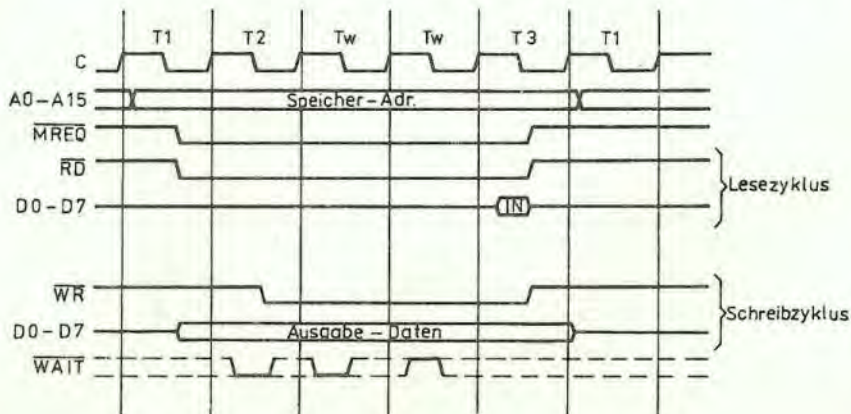 T1 T2 Tw Tw T3 T1
C
A0-A15 Speicher-Adr.
MREQ
RD
Lesezyklus
D0-D7 IN
WR
Schreibzyklus
D0-D7 Ausgabe-Daten
WAIT